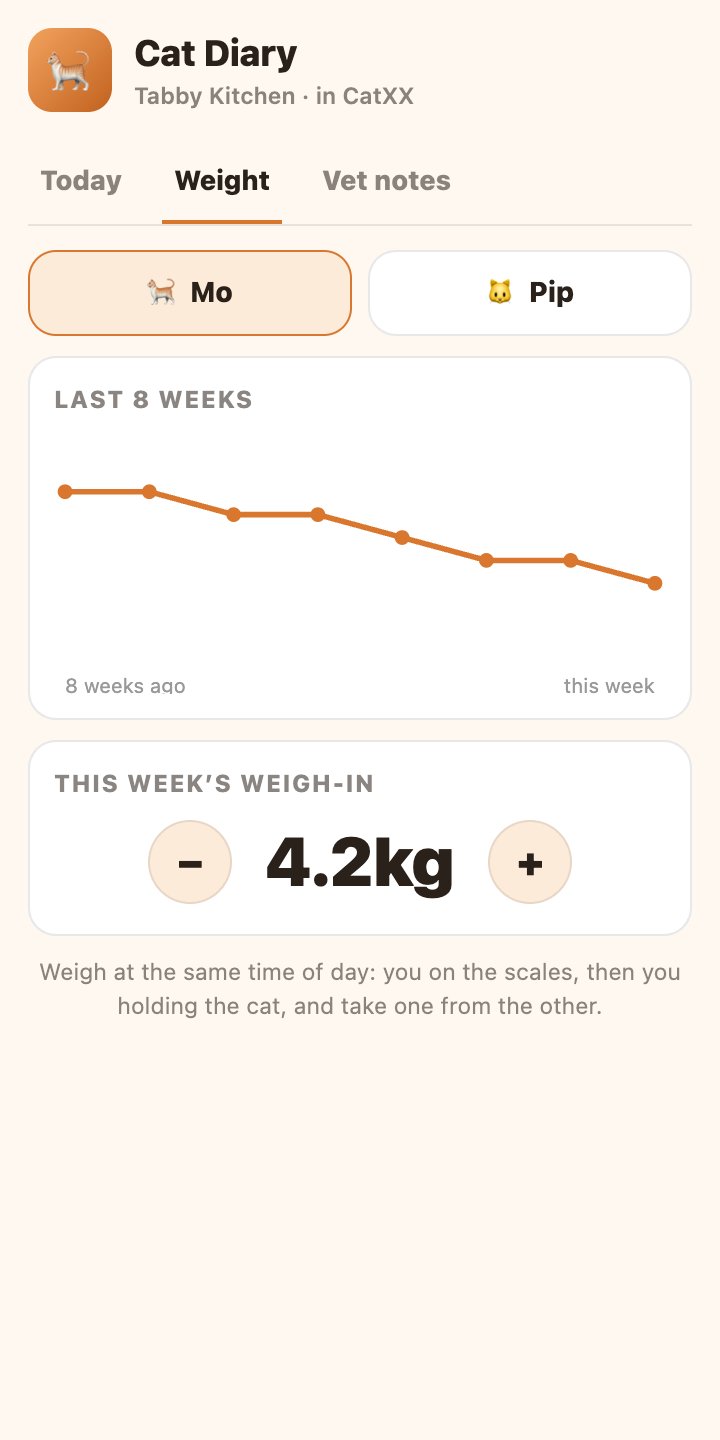 Cat Diary
Tabby Kitchen · in CatXX
Today Weight Vet notes
Mo Pip
LAST 8 WEEKS
8 weeks ago this week
THIS WEEK’S WEIGH-IN
− 4.2kg +
Weigh at the same time of day: you on the scales, then you
holding the cat, and take one from the other.